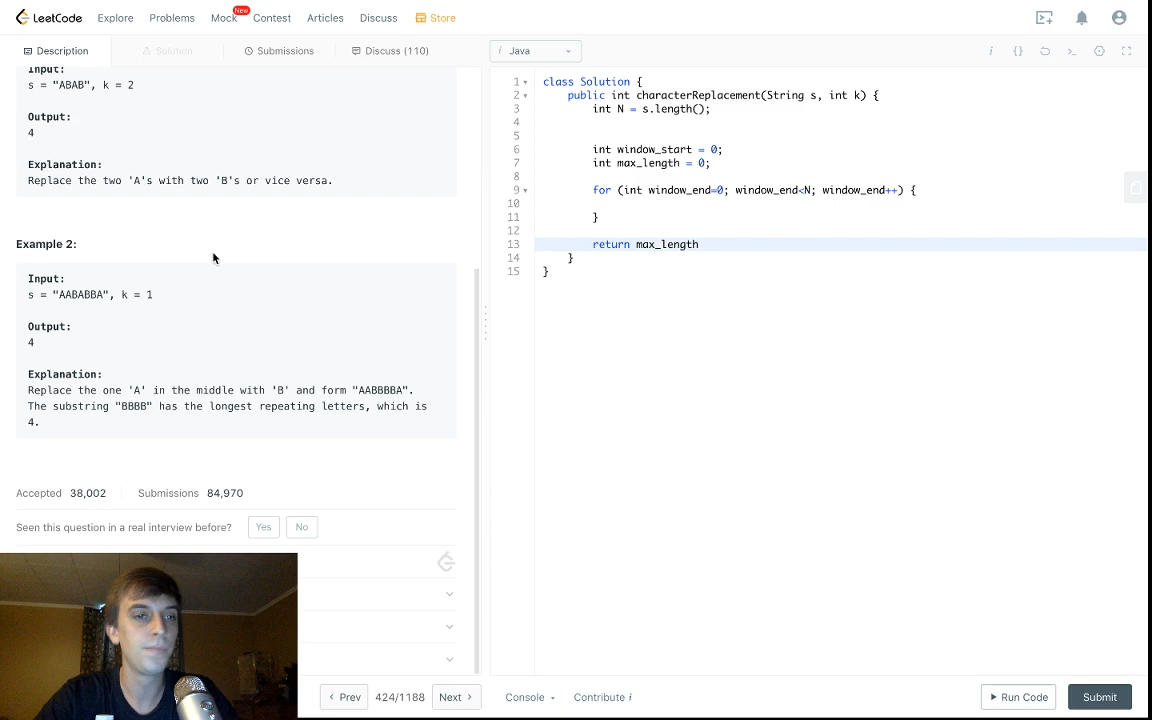 LeetCode Explore Problems Mock New Contest Articles Discuss Store
Description Solution Submissions Discuss (110)
Input:
s = "ABAB", k = 2
Output:
4
Explanation:
Replace the two 'A's with two 'B's or vice versa.
Example 2:
Input:
s = "AABABBA", k = 1
Output:
4
Explanation:
Replace the one 'A' in the middle with 'B' and form "AABBBBA".
The substring "BBBB" has the longest repeating letters, which is
4.
Accepted 38,002 Submissions 84,970
Seen this question in a real interview before? Yes No
‹ Prev 424/1188 Next ›
i Java
1 class Solution {
2 public int characterReplacement(String s, int k) {
3 int N = s.length();
4
5
6 int window_start = 0;
7 int max_length = 0;
8
9 for (int window_end=0; window_end<N; window_end++) {
10
11 }
12
13 return max_length
14 }
15 }
Console Contribute i Run Code Submit